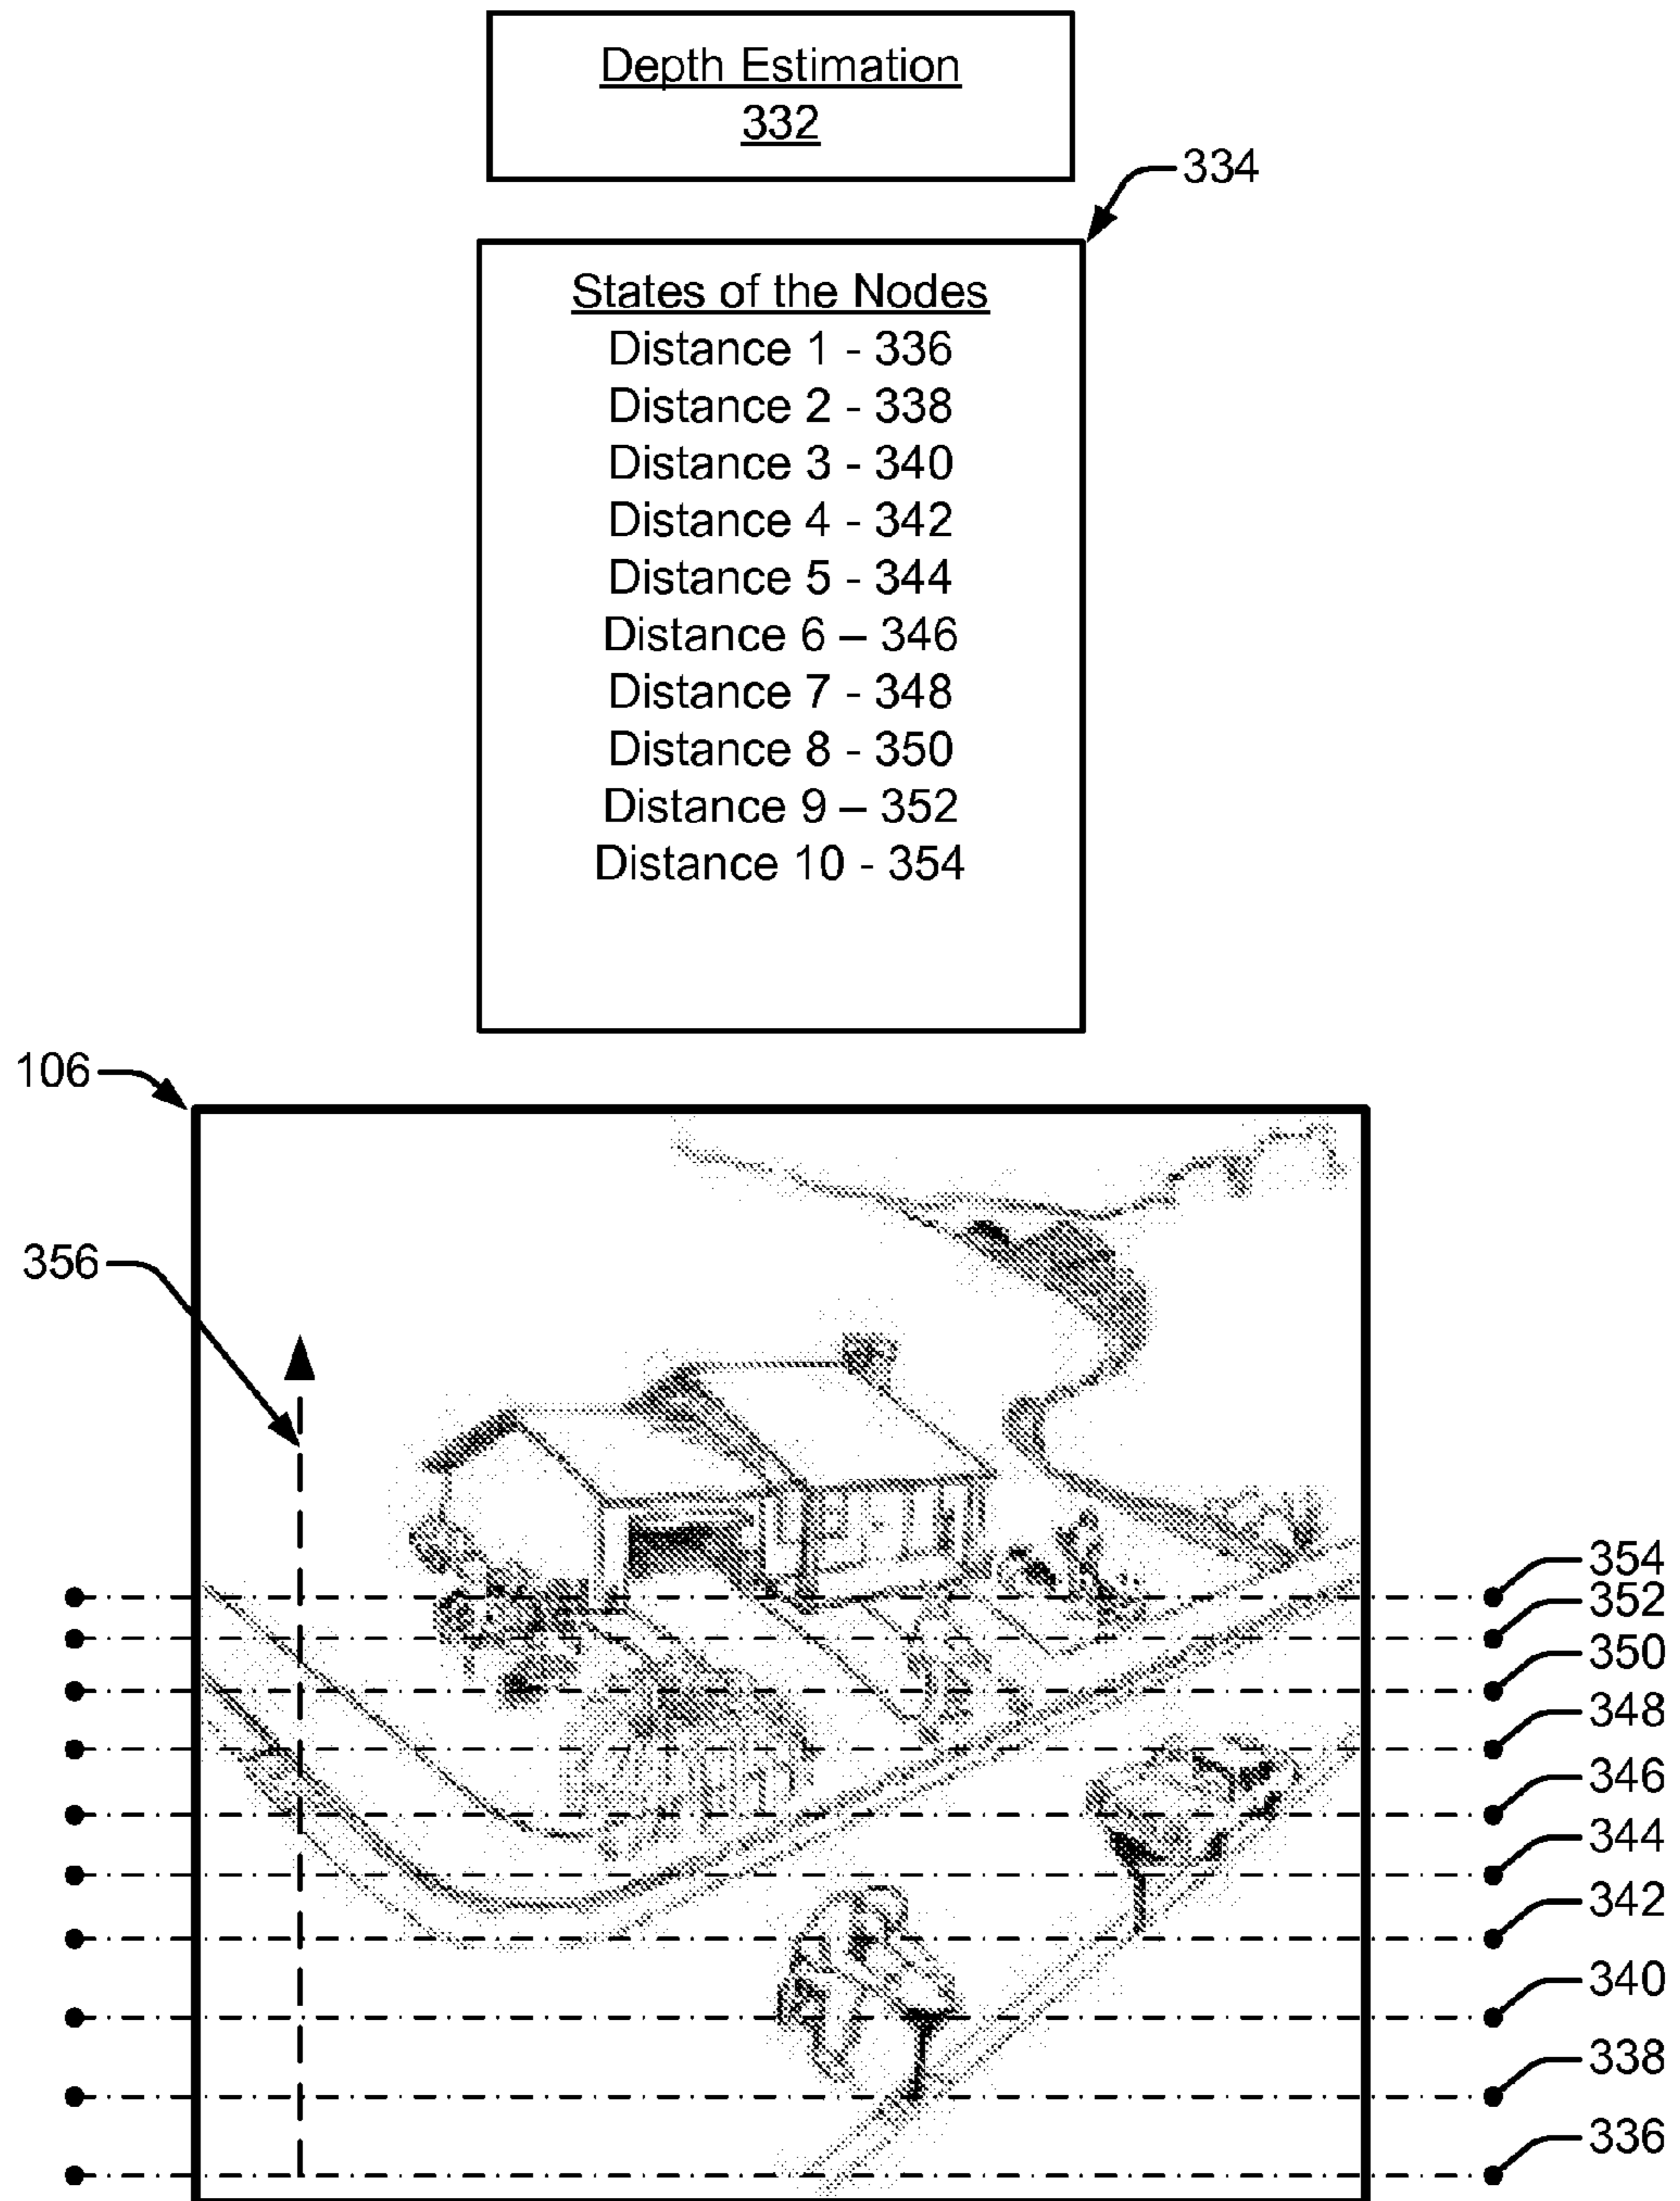 Depth Estimation
332
334
States of the Nodes
Distance 1 - 336
Distance 2 - 338
Distance 3 - 340
Distance 4 - 342
Distance 5 - 344
Distance 6 – 346
Distance 7 - 348
Distance 8 - 350
Distance 9 – 352
Distance 10 - 354
106
356
354
352
350
348
346
344
342
340
338
336